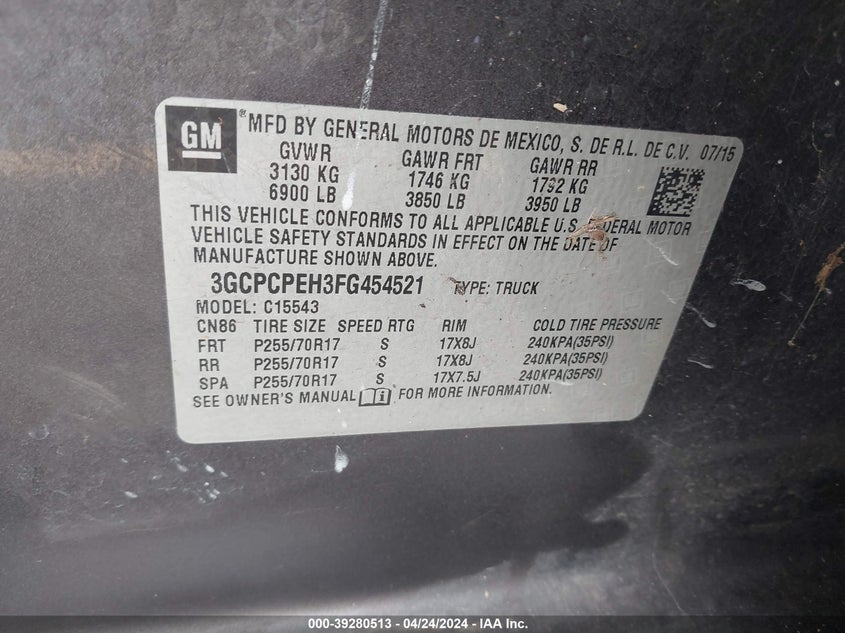 GM ® MFD BY GENERAL MOTORS DE MEXICO, S. DE R.L. DE C.V. 07/15
GVWR GAWR FRT GAWR RR
3130 KG 1746 KG 1792 KG
6900 LB 3850 LB 3950 LB
THIS VEHICLE CONFORMS TO ALL APPLICABLE U.S. FEDERAL MOTOR
VEHICLE SAFETY STANDARDS IN EFFECT ON THE DATE OF
MANUFACTURE SHOWN ABOVE.
3GCPCPEH3FG454521 TYPE: TRUCK
MODEL: C15543
CN86 TIRE SIZE SPEED RTG RIM COLD TIRE PRESSURE
FRT P255/70R17 S 17X8J 240KPA(35PSI)
RR P255/70R17 S 17X8J 240KPA(35PSI)
SPA P255/70R17 S 17X7.5J 240KPA(35PSI)
SEE OWNER'S MANUAL i FOR MORE INFORMATION.
000-39280513 - 04/24/2024 - IAA Inc.